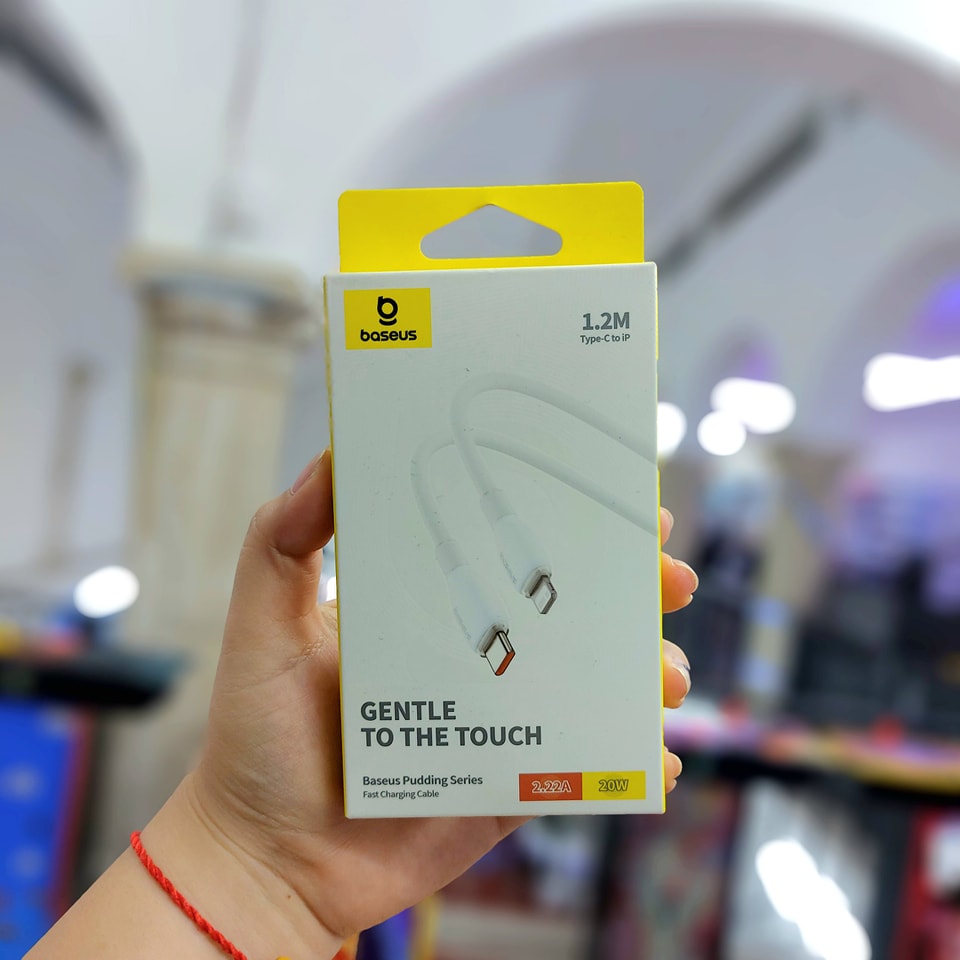 baseus
1.2M
Type-C to iP
GENTLE
TO THE TOUCH
Baseus Pudding Series
Fast Charging Cable
2.22A
20W